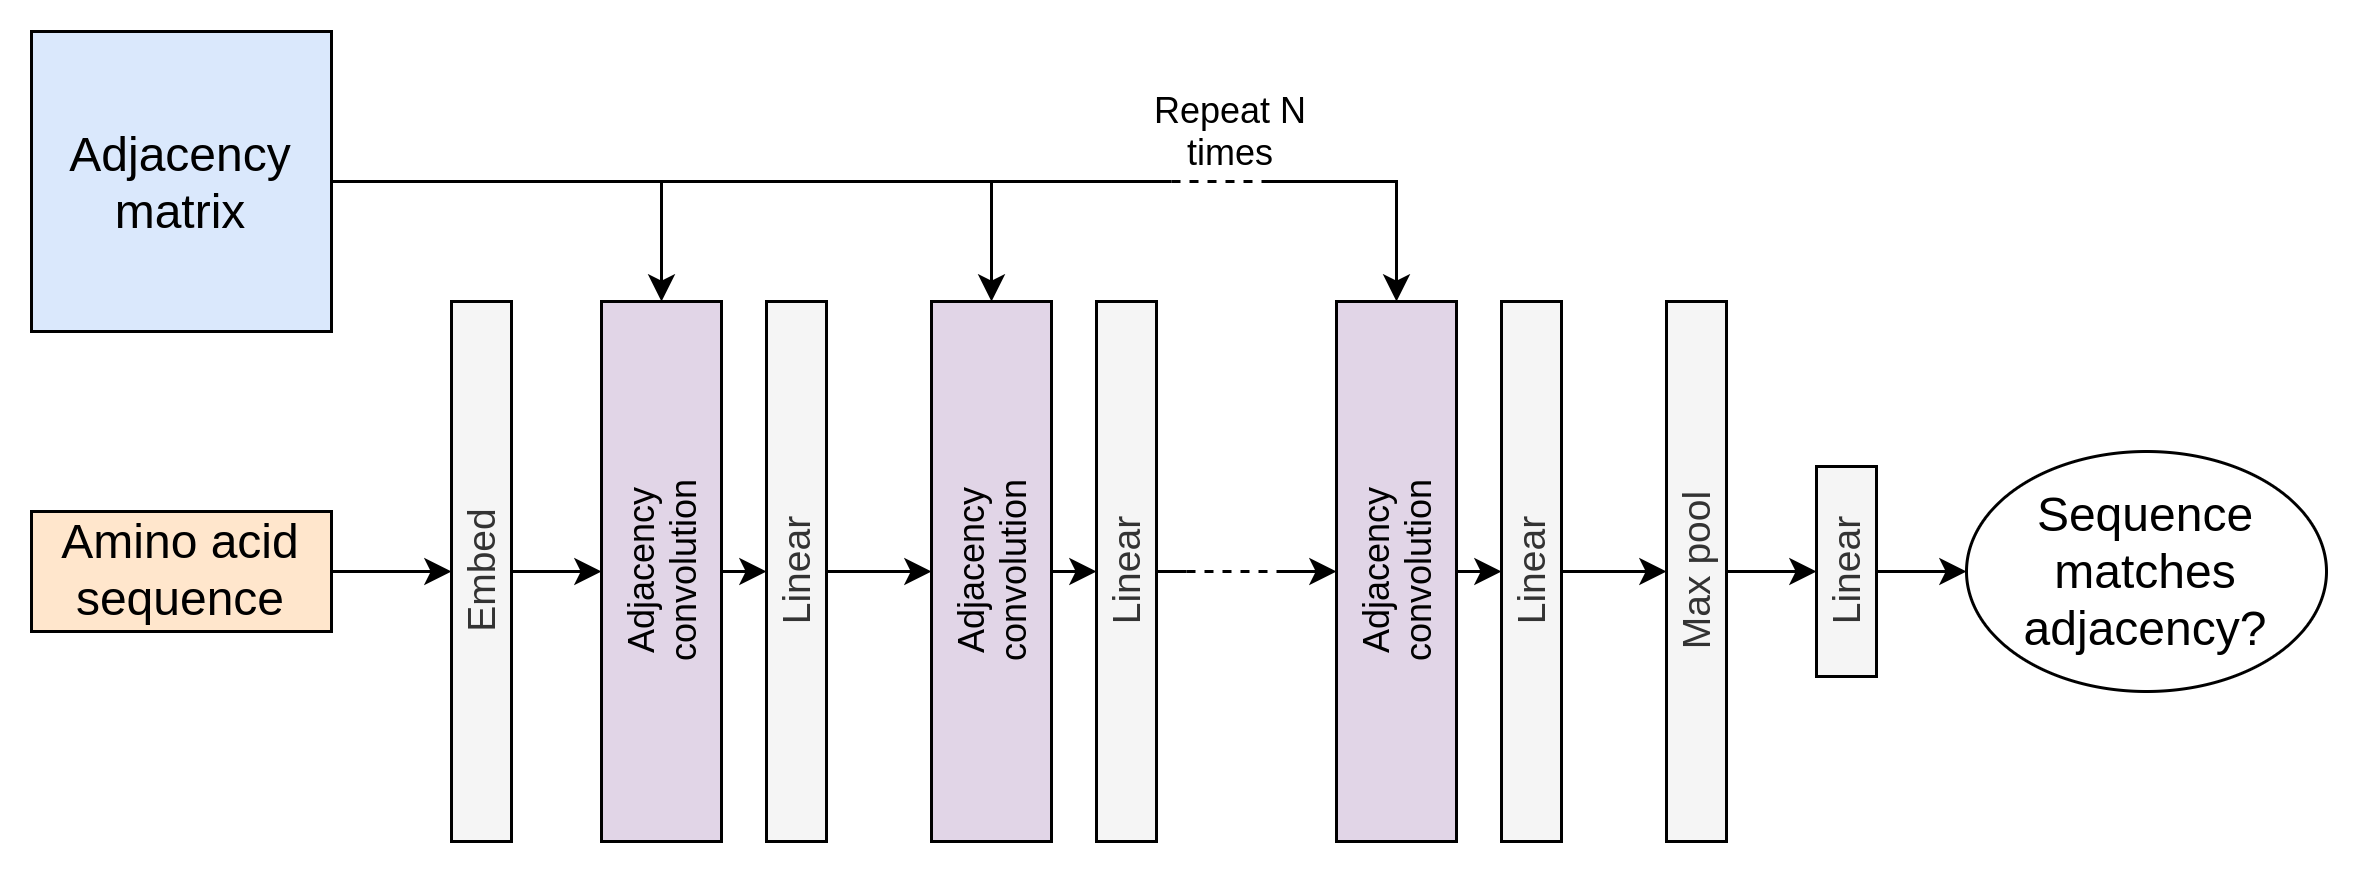 Adjacency
matrix
Repeat N
times
Amino acid
sequence
Embed
Adjacency
convolution
Linear
Adjacency
convolution
Linear
Adjacency
convolution
Linear
Max pool
Linear
Sequence
matches
adjacency?